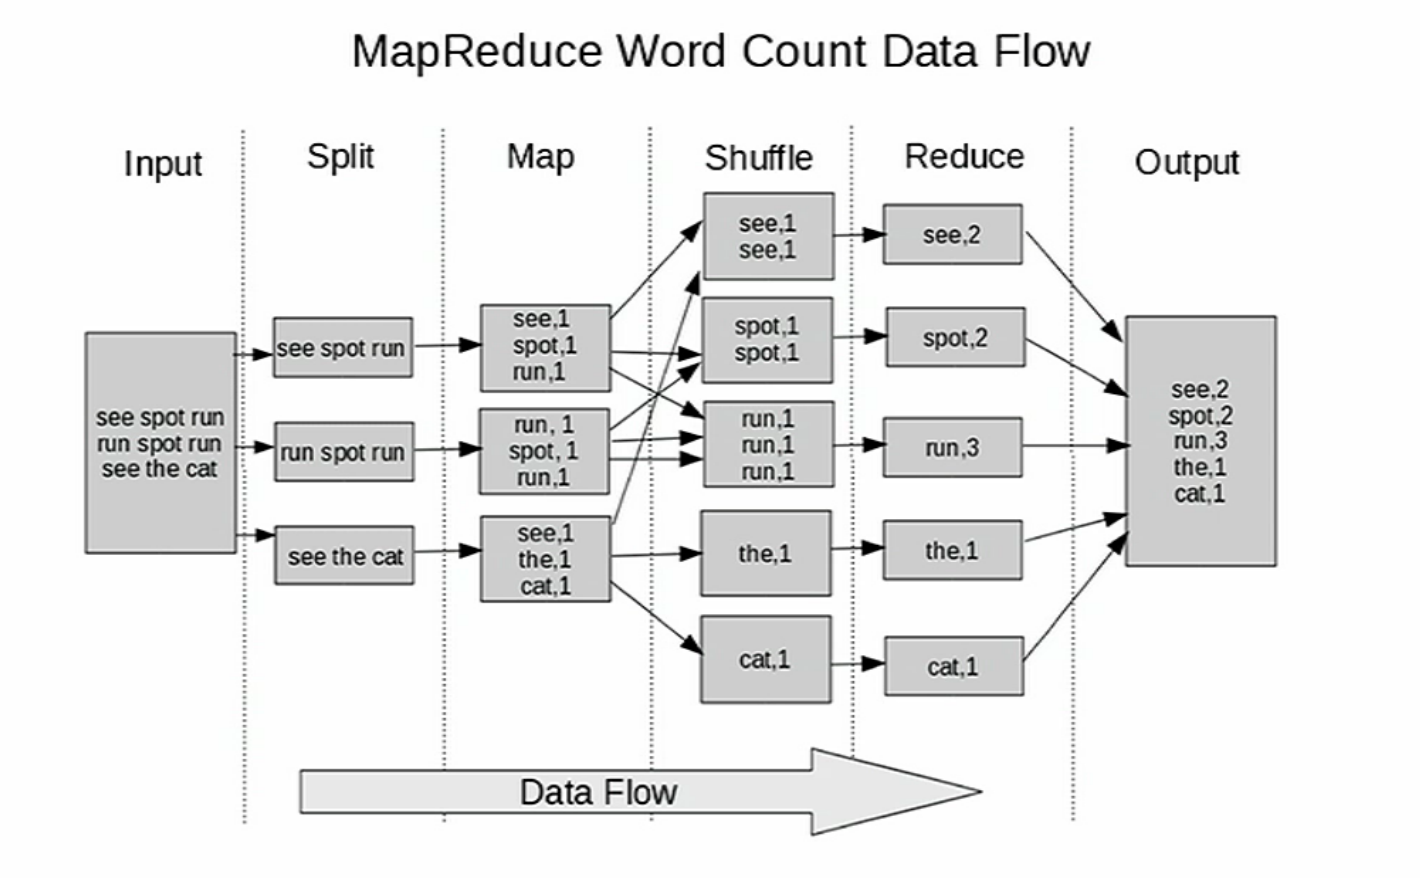 MapReduce Word Count Data Flow
Input
Split
Map
Shuffle
Reduce
Output
see spot run
run spot run
see the cat
see spot run
run spot run
see the cat
see,1
spot,1
run,1
run, 1
spot, 1
run,1
see,1
the,1
cat,1
see,1
see,1
spot,1
spot,1
run,1
run,1
run,1
the,1
cat,1
see,2
spot,2
run,3
the,1
cat,1
see,2
spot,2
run,3
the,1
cat,1
Data Flow